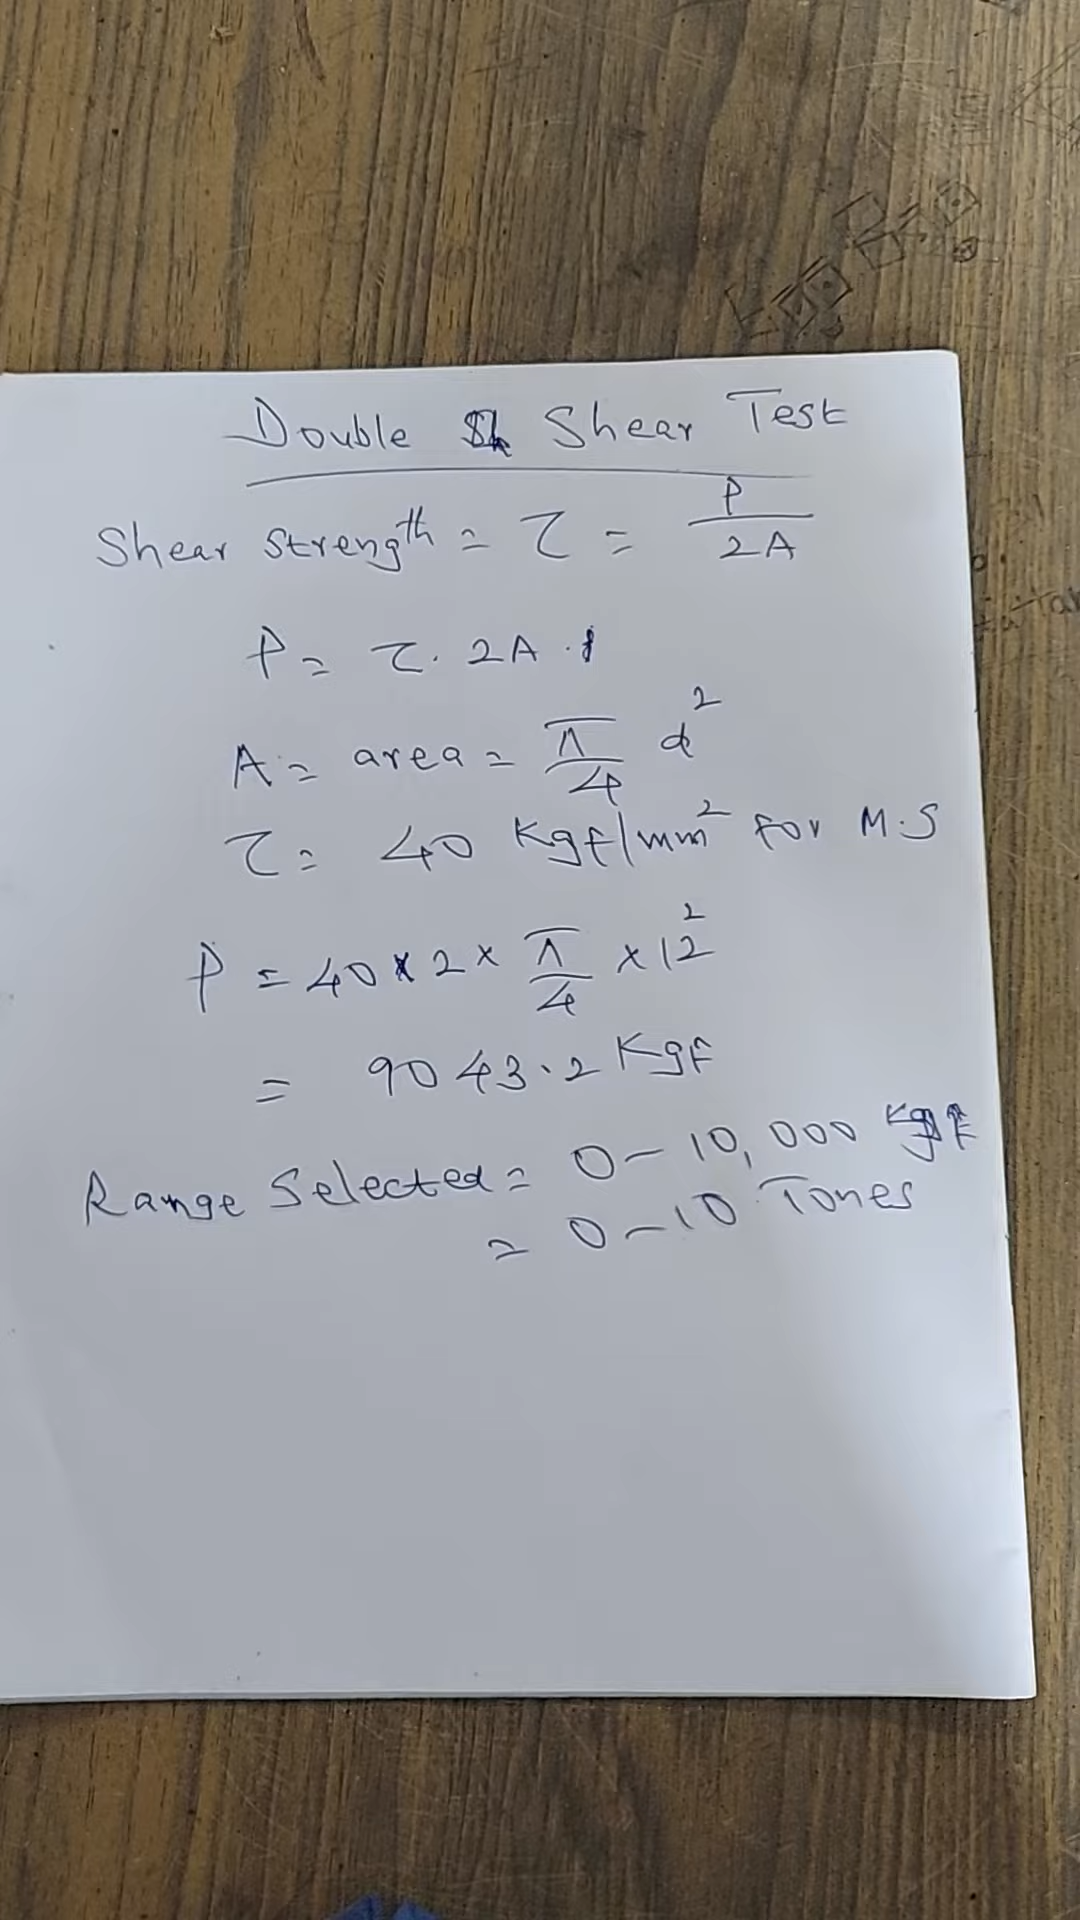 Double Shear Test
Shear Strength = τ = P/2A
P = τ. 2A.
A = area = π/4 d²
τ = 40 Kgf/mm² for M.S
P = 40 x 2 x π/4 x 12²
= 9043.2 Kgf
Range Selected = 0 - 10,000 Kgf
= 0 - 10 Tones